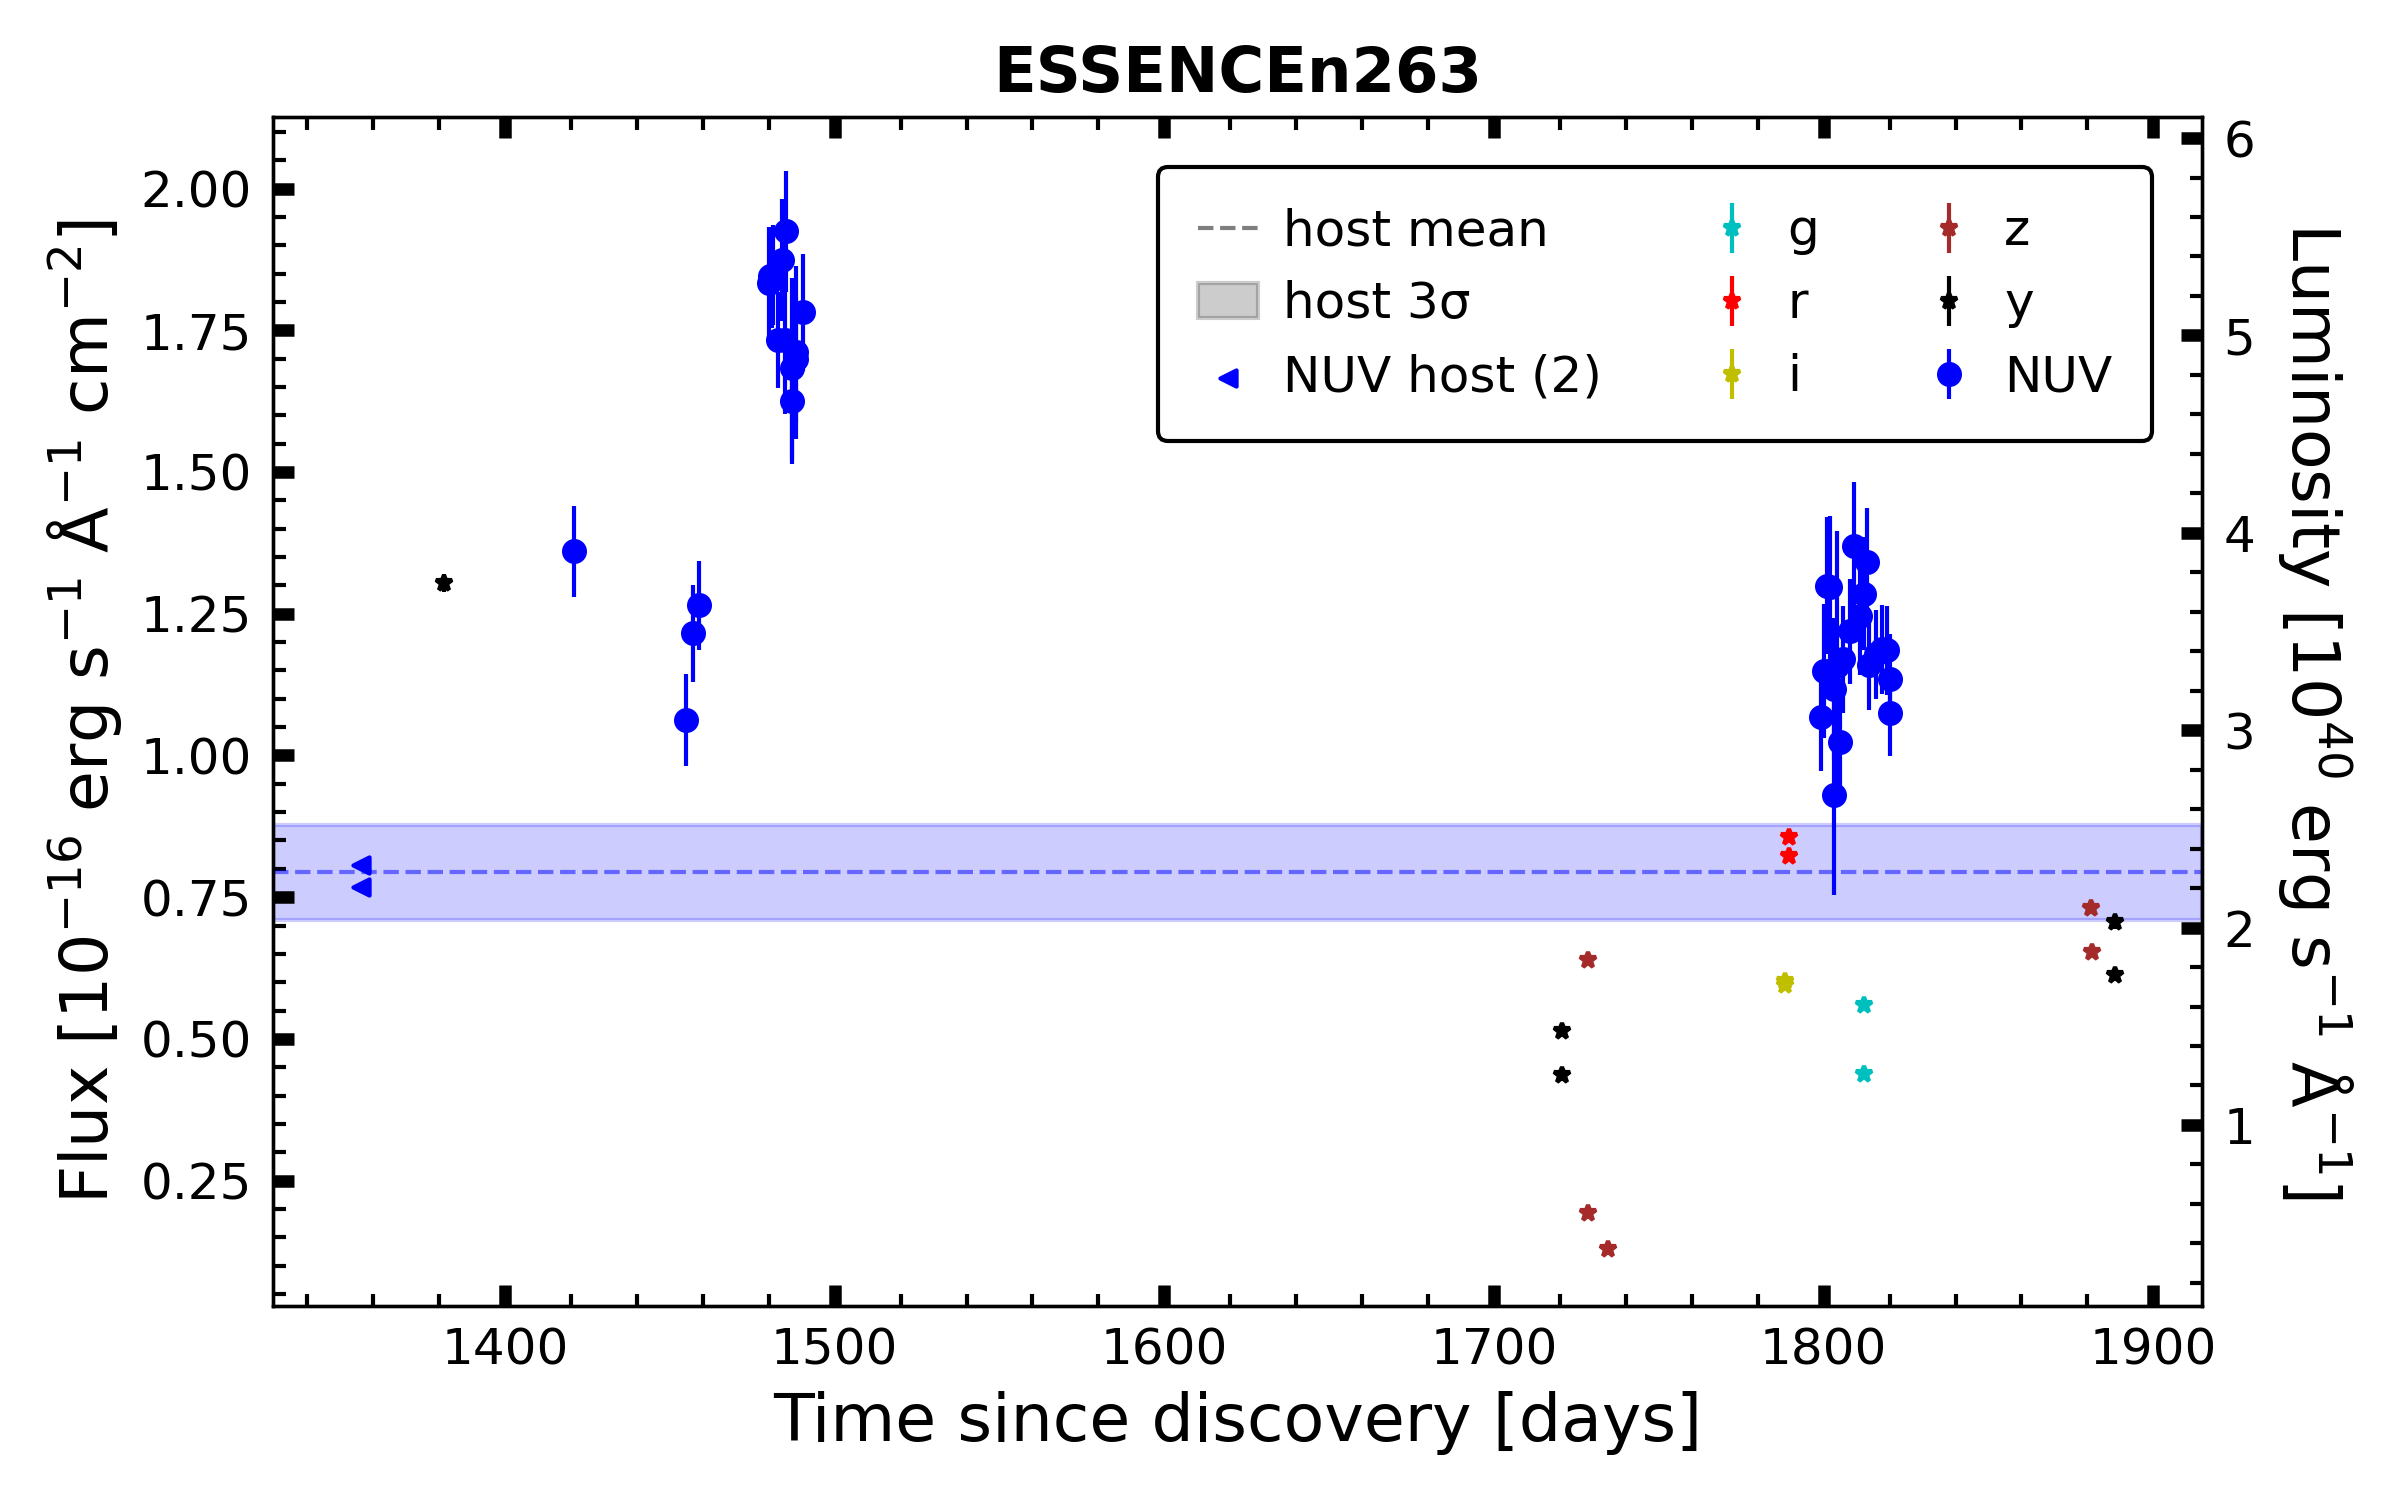 ESSENCEn263
Flux [10⁻¹⁶ erg s⁻¹ Å⁻¹ cm⁻²]
2.00
1.75
1.50
1.25
1.00
0.75
0.50
0.25
host mean
host 3σ
NUV host (2)
g
r
i
z
y
NUV
6
5
4
3
2
1
Luminosity [10⁴⁰ erg s⁻¹ Å⁻¹]
1400 1500 1600 1700 1800 1900
Time since discovery [days]